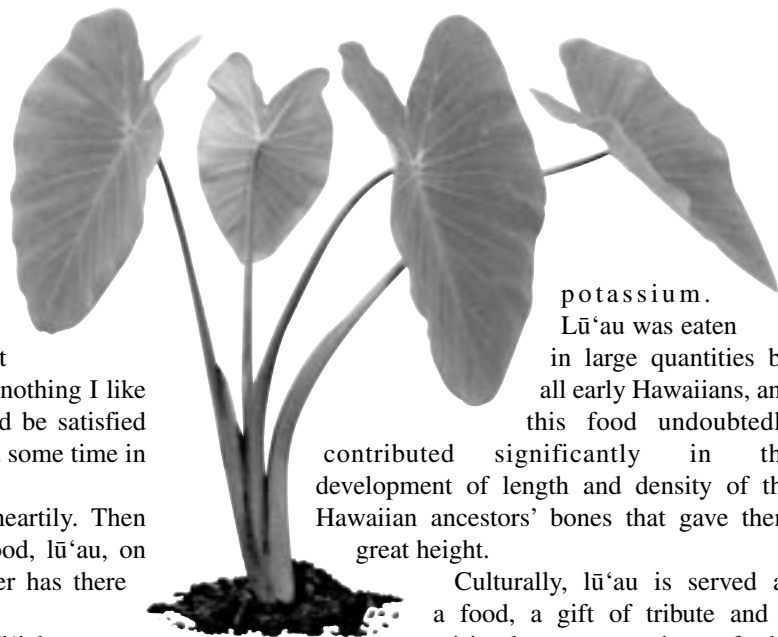 t
nothing I like
d be satisfied
some time in
heartily. Then
ood, lū‘au, on
er has there
potassium.
Lū‘au was eaten
in large quantities b
all early Hawaiians, an
this food undoubtedl
contributed significantly in th
development of length and density of th
Hawaiian ancestors’ bones that gave them
great height.
Culturally, lū‘au is served a
a food, a gift of tribute and